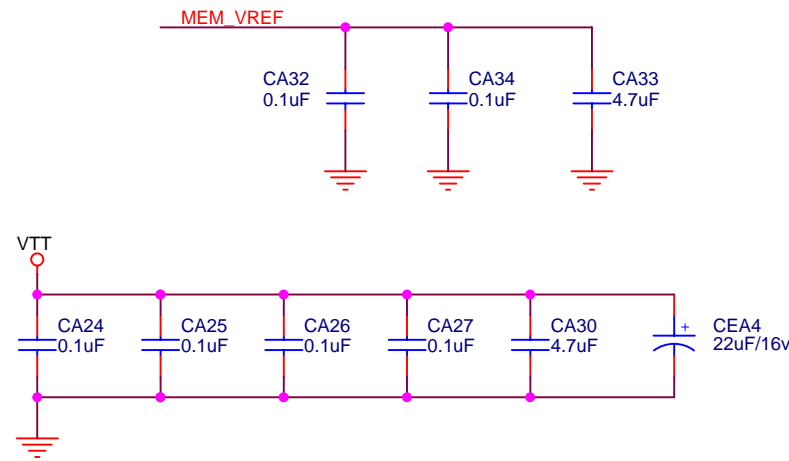 MEM_VREF
CA32
0.1uF
CA34
0.1uF
CA33
4.7uF
VTT
CA24
0.1uF
CA25
0.1uF
CA26
0.1uF
CA27
0.1uF
CA30
4.7uF
+
CEA4
22uF/16v